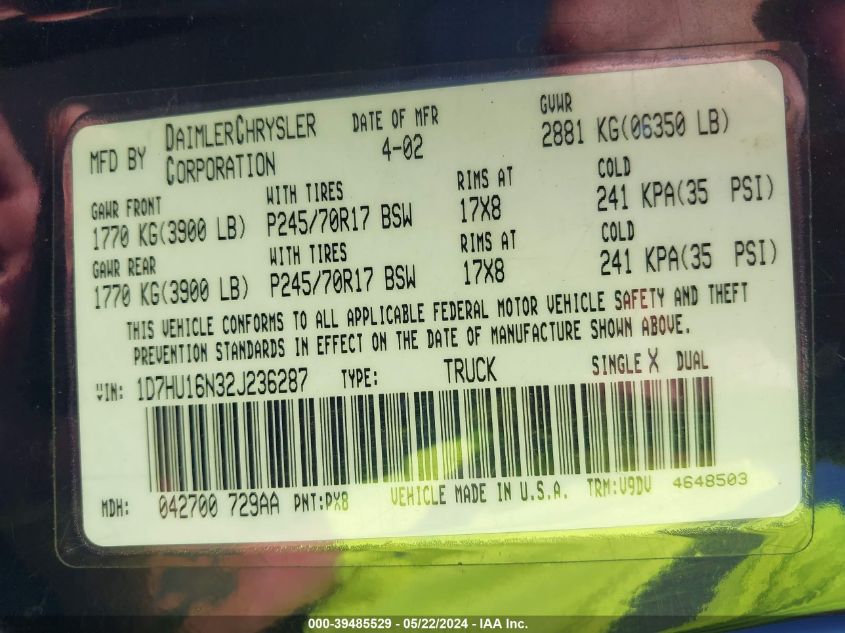 MFD BY DAIMLERCHRYSLER CORPORATION DATE OF MFR 4-02 GVWR 2881 KG(06350 LB)
GAWR FRONT WITH TIRES RIMS AT COLD
1770 KG(3900 LB) P245/70R17 BSW 17X8 241 KPA(35 PSI)
GAWR REAR WITH TIRES RIMS AT COLD
1770 KG(3900 LB) P245/70R17 BSW 17X8 241 KPA(35 PSI)
THIS VEHICLE CONFORMS TO ALL APPLICABLE FEDERAL MOTOR VEHICLE SAFETY AND THEFT
PREVENTION STANDARDS IN EFFECT ON THE DATE OF MANUFACTURE SHOWN ABOVE.
VIN: 1D7HU16N32J236287 TYPE: TRUCK SINGLE X DUAL
MDH: 042700 729AA PNT:PX8 VEHICLE MADE IN U.S.A. TRM:V9DV 4648503
000-39485529 - 05/22/2024 - IAA Inc.